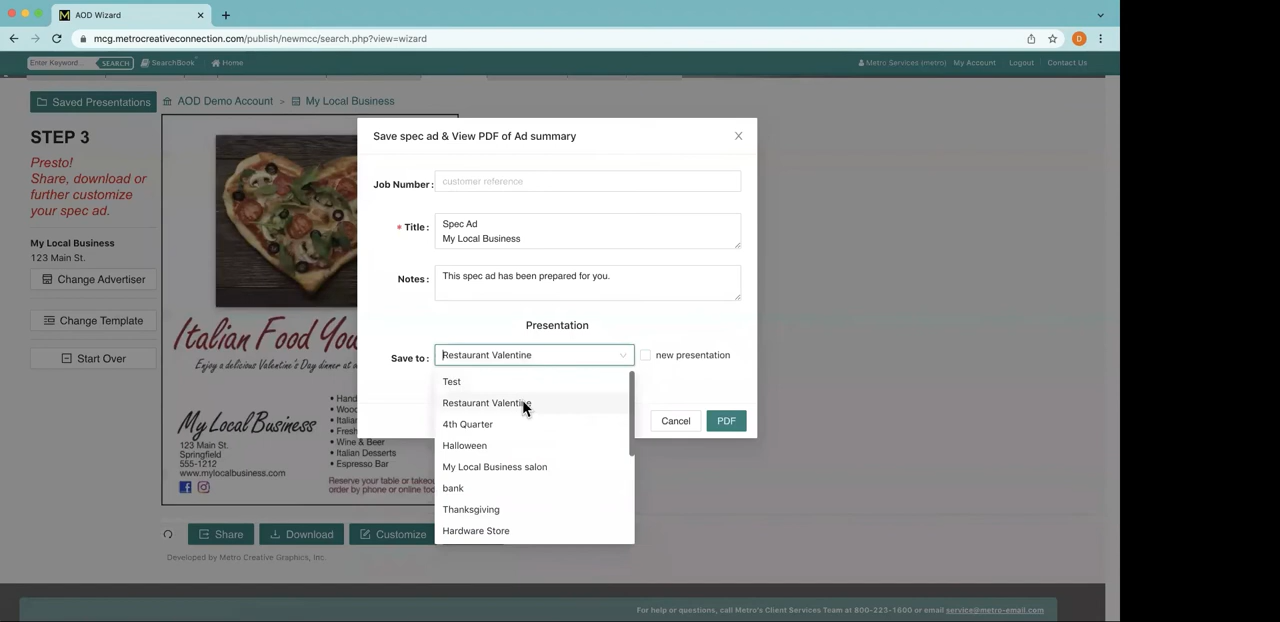 AOD Wizard
mcg.metrocreativeconnection.com/publish/newmcc/search.php?view=wizard
D
Enter Keyword...
SEARCH
SearchBook
Home
Metro Services (metro)
My Account
Logout
Contact Us
Saved Presentations
AOD Demo Account > My Local Business
STEP 3
Presto!
Share, download or
further customize
your spec ad.
My Local Business
123 Main St.
Change Advertiser
Change Template
Start Over
Italian Food You
Enjoy a delicious Valentine's Day dinner at
My Local Business
123 Main St.
Springfield
555-1212
www.mylocalbusiness.com
• Italian
• Fresh
• Wine & Beer
• Italian Desserts
• Espresso Bar
Reserve your table or takeout
order by phone or online
Share
Download
Customize
Developed by Metro Creative Graphics, Inc.
Save spec ad & View PDF of Ad summary
Job Number :
customer reference
* Title :
Spec Ad
My Local Business
Notes :
This spec ad has been prepared for you.
Presentation
Save to :
Restaurant Valentine
new presentation
Test
Restaurant Valentine
4th Quarter
Halloween
My Local Business salon
bank
Thanksgiving
Hardware Store
Cancel
PDF
For help or questions, call Metro's Client Services Team at 800-223-1600 or email service@metro-email.com